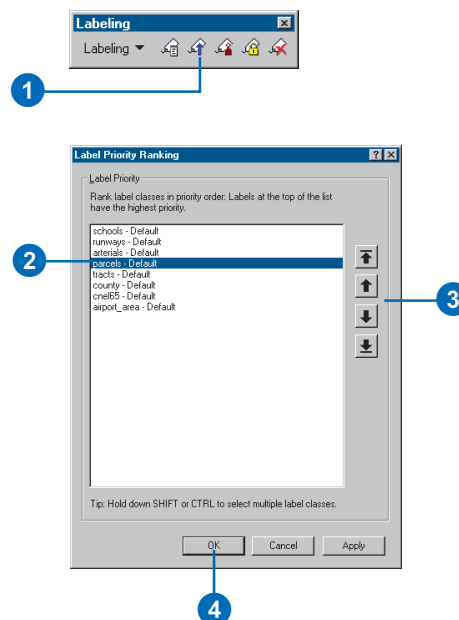 Labeling
Labeling
1
Label Priority Ranking
Label Priority
Rank label classes in priority order. Labels at the top of the list
have the highest priority.
schools - Default
runways - Default
arterials - Default
parcels - Default
tracts - Default
county - Default
cnel65 - Default
airport_area - Default
2
3
Tip: Hold down SHIFT or CTRL to select multiple label classes.
OK Cancel Apply
4